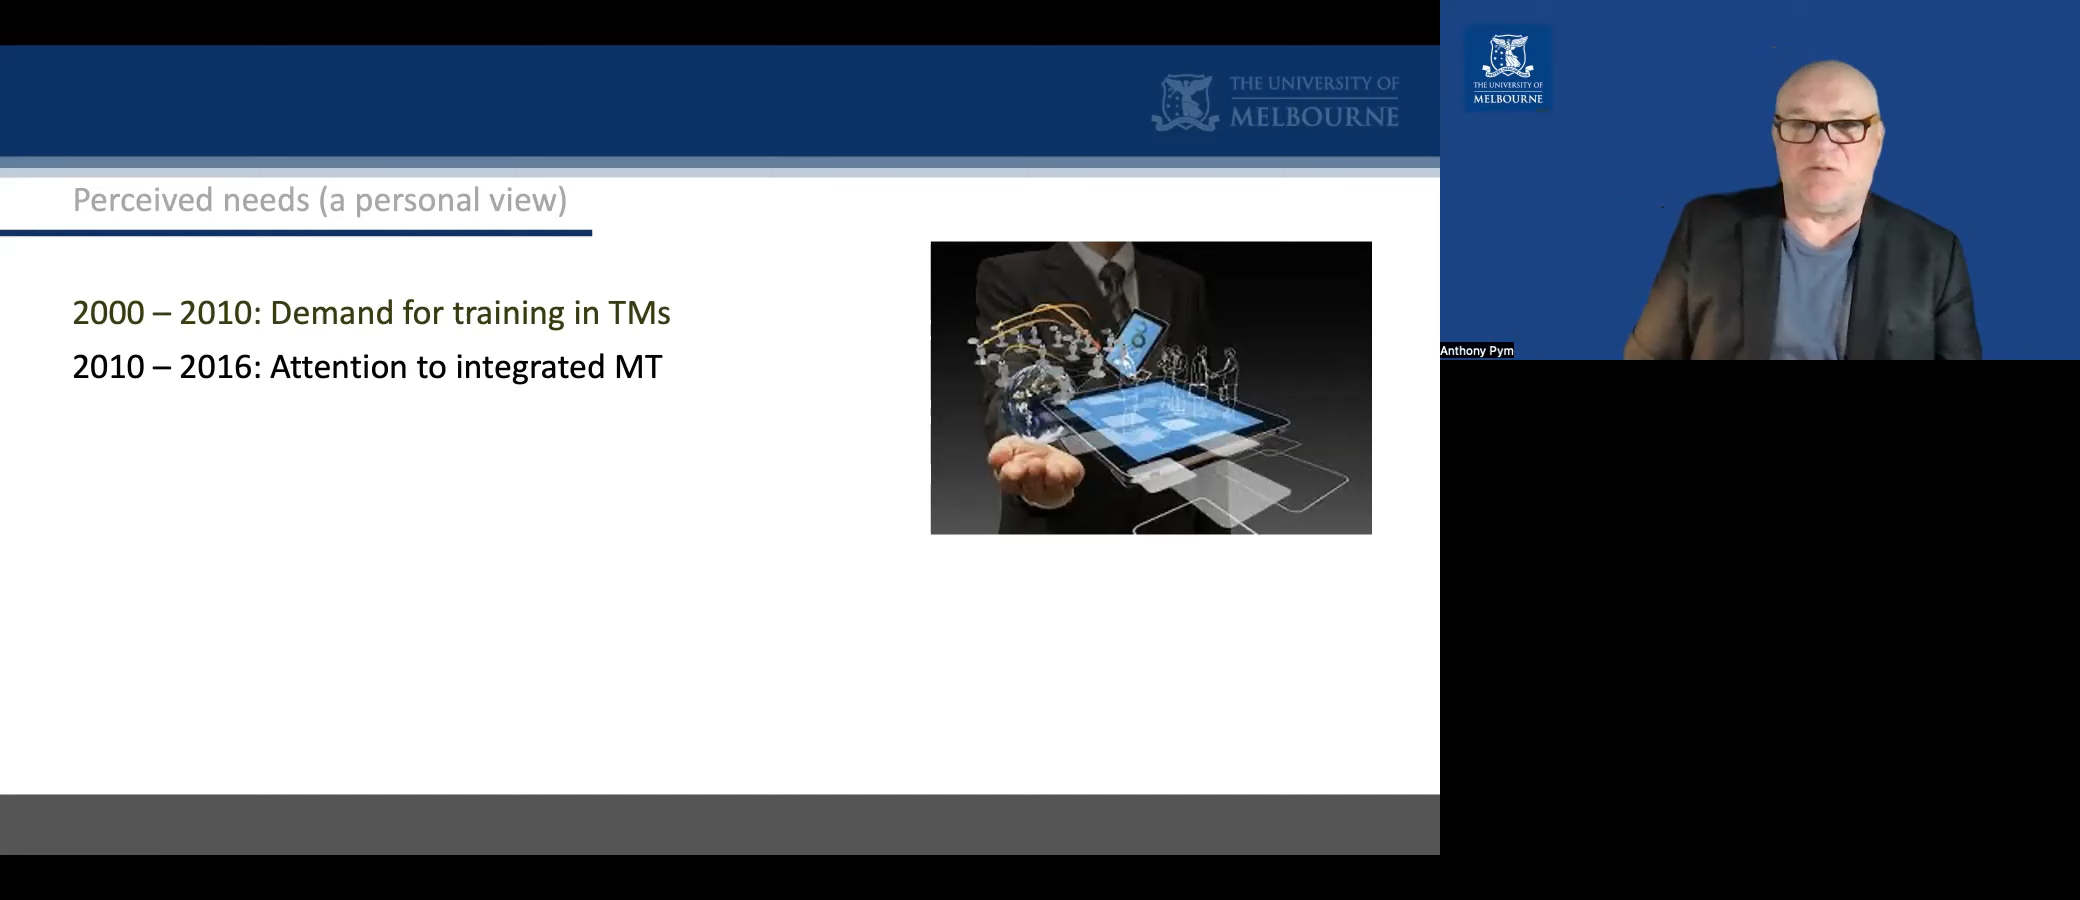 THE UNIVERSITY OF
MELBOURNE
Perceived needs (a personal view)
2000 – 2010: Demand for training in TMs
2010 – 2016: Attention to integrated MT
THE UNIVERSITY OF
MELBOURNE
Anthony Pym